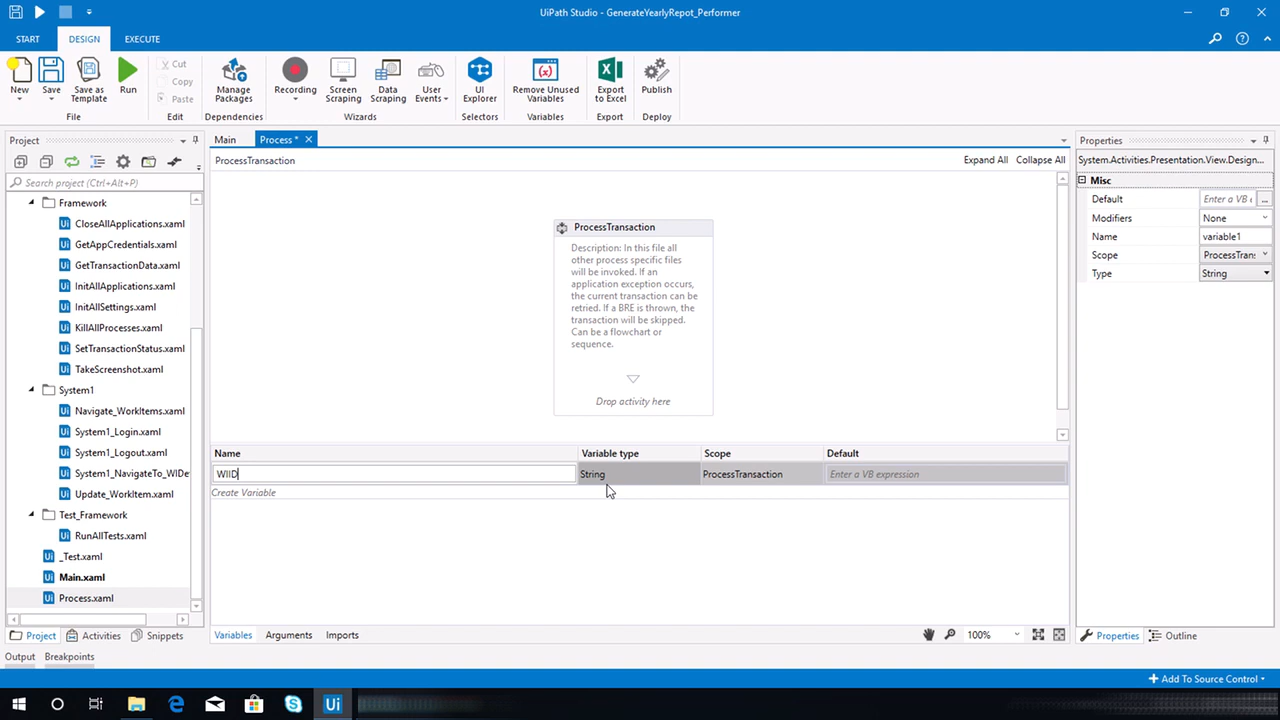 UiPath Studio - GenerateYearlyRepot_Performer
START
DESIGN
EXECUTE
New
Save
Save as Template
Run
Cut
Copy
Paste
Manage Packages
Recording
Screen Scraping
Data Scraping
User Events
UI Explorer
Remove Unused Variables
Export to Excel
Publish
File
Edit
Dependencies
Wizards
Selectors
Variables
Export
Deploy
Project
Search project (Ctrl+Alt+P)
Framework
CloseAllApplications.xaml
GetAppCredentials.xaml
GetTransactionData.xaml
InitAllApplications.xaml
InitAllSettings.xaml
KillAllProcesses.xaml
SetTransactionStatus.xaml
TakeScreenshot.xaml
System1
Navigate_WorkItems.xaml
System1_Login.xaml
System1_Logout.xaml
System1_NavigateTo_WIDe
Update_WorkItem.xaml
Test_Framework
RunAllTests.xaml
_Test.xaml
Main.xaml
Process.xaml
Project
Activities
Snippets
Output
Breakpoints
Main
Process *
ProcessTransaction
Expand All
Collapse All
ProcessTransaction
Description: In this file all
other process specific files
will be invoked. If an
application exception occurs,
the current transaction can be
retried. If a BRE is thrown, the
transaction will be skipped.
Can be a flowchart or
sequence.
Drop activity here
Name Variable type Scope Default
WIID String ProcessTransaction Enter a VB expression
Create Variable
Variables
Arguments
Imports
100%
Properties
System.Activities.Presentation.View.Design...
Misc
Default Enter a VB e ...
Modifiers None
Name variable1
Scope ProcessTran:
Type String
Properties
Outline
Add To Source Control
Ui